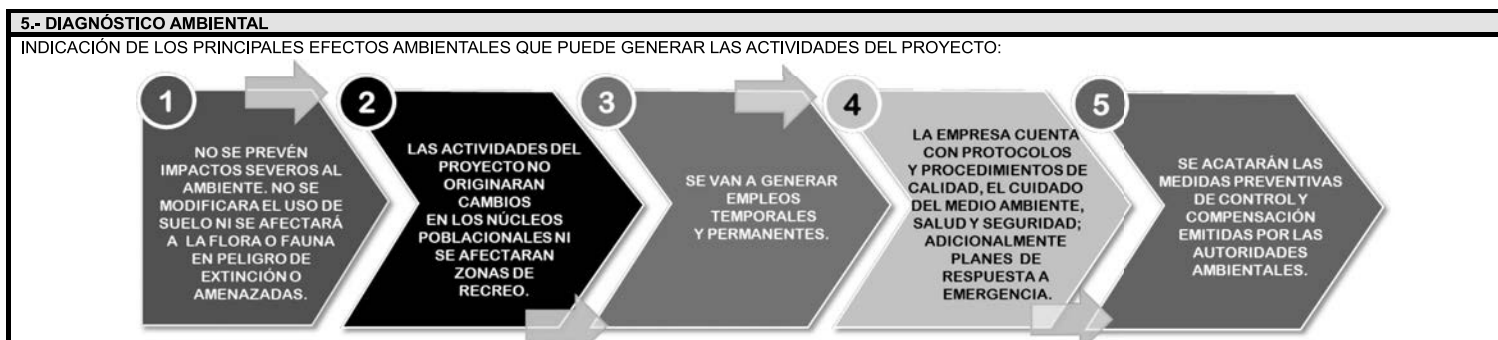 5.- DIAGNÓSTICO AMBIENTAL
INDICACIÓN DE LOS PRINCIPALES EFECTOS AMBIENTALES QUE PUEDE GENERAR LAS ACTIVIDADES DEL PROYECTO:
1
NO SE PREVÉN
IMPACTOS SEVEROS AL
AMBIENTE. NO SE
MODIFICARA EL USO DE
SUELO NI SE AFECTARÁ
A LA FLORA O FAUNA
EN PELIGRO DE
EXTINCIÓN O
AMENAZADAS.
2
LAS ACTIVIDADES DEL
PROYECTO NO
ORIGINARAN
CAMBIOS
EN LOS NÚCLEOS
POBLACIONALES NI
SE AFECTARAN
ZONAS DE
RECREO.
3
SE VAN A GENERAR
EMPLEOS
TEMPORALES
Y PERMANENTES.
4
LA EMPRESA CUENTA
CON PROTOCOLOS
Y PROCEDIMIENTOS DE
CALIDAD, EL CUIDADO
DEL MEDIO AMBIENTE,
SALUD Y SEGURIDAD;
ADICIONALMENTE
PLANES DE
RESPUESTA A
EMERGENCIA.
5
SE ACATARÁN LAS
MEDIDAS PREVENTIVAS
DE CONTROL Y
COMPENSACIÓN
EMITIDAS POR LAS
AUTORIDADES
AMBIENTALES.